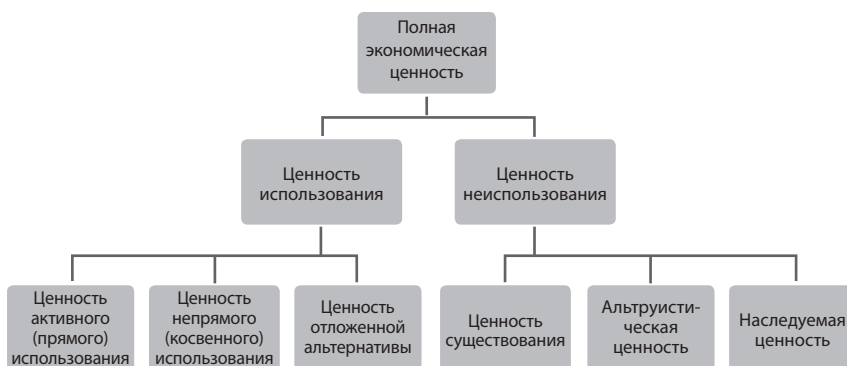 Полная
экономическая
ценность
Ценность
использования
Ценность
неиспользования
Ценность
активного
(прямого)
использования
Ценность
непрямого
(косвенного)
использования
Ценность
отложенной
альтернативы
Ценность
существования
Альтруисти-
ческая
ценность
Наследуемая
ценность